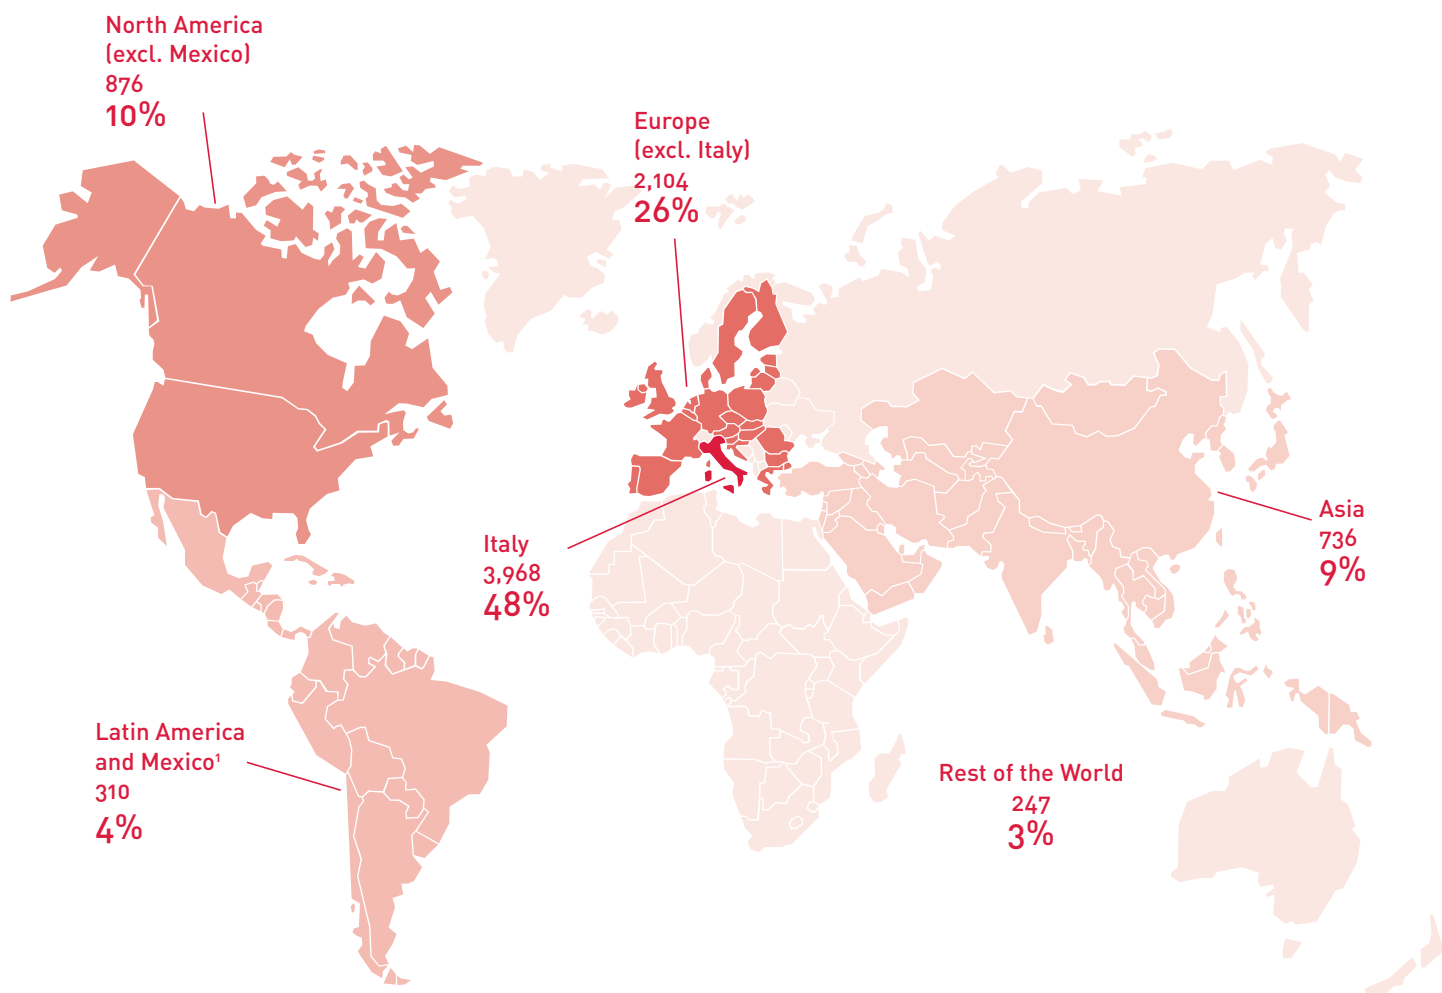 North America
(excl. Mexico)
876
10%
Europe
(excl. Italy)
2,104
26%
Italy
3,968
48%
Asia
736
9%
Latin America
and Mexico¹
310
4%
Rest of the World
247
3%